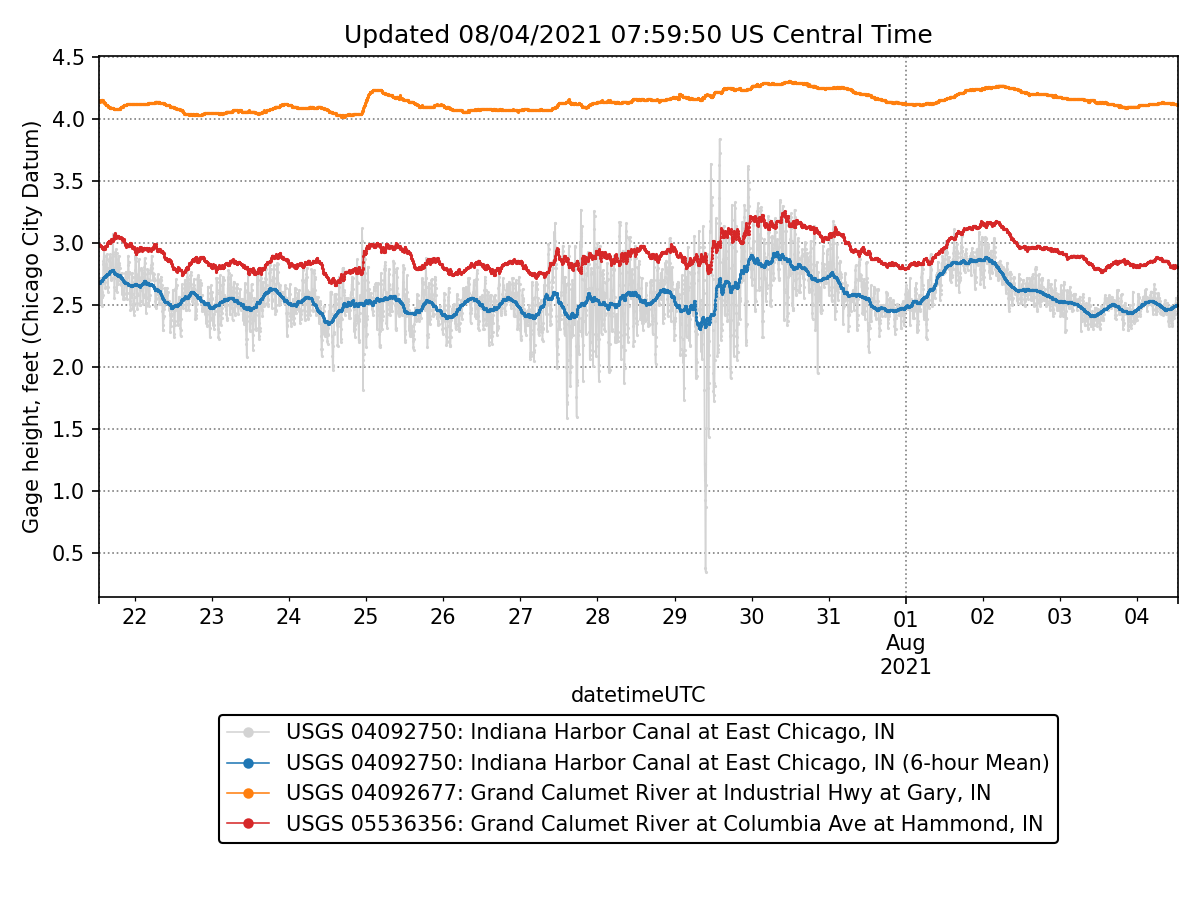 Updated 08/04/2021 07:59:50 US Central Time
Gage height, feet (Chicago City Datum)
4.5
4.0
3.5
3.0
2.5
2.0
1.5
1.0
0.5
22 23 24 25 26 27 28 29 30 31 01 02 03 04
Aug
2021
datetimeUTC
USGS 04092750: Indiana Harbor Canal at East Chicago, IN
USGS 04092750: Indiana Harbor Canal at East Chicago, IN (6-hour Mean)
USGS 04092677: Grand Calumet River at Industrial Hwy at Gary, IN
USGS 05536356: Grand Calumet River at Columbia Ave at Hammond, IN